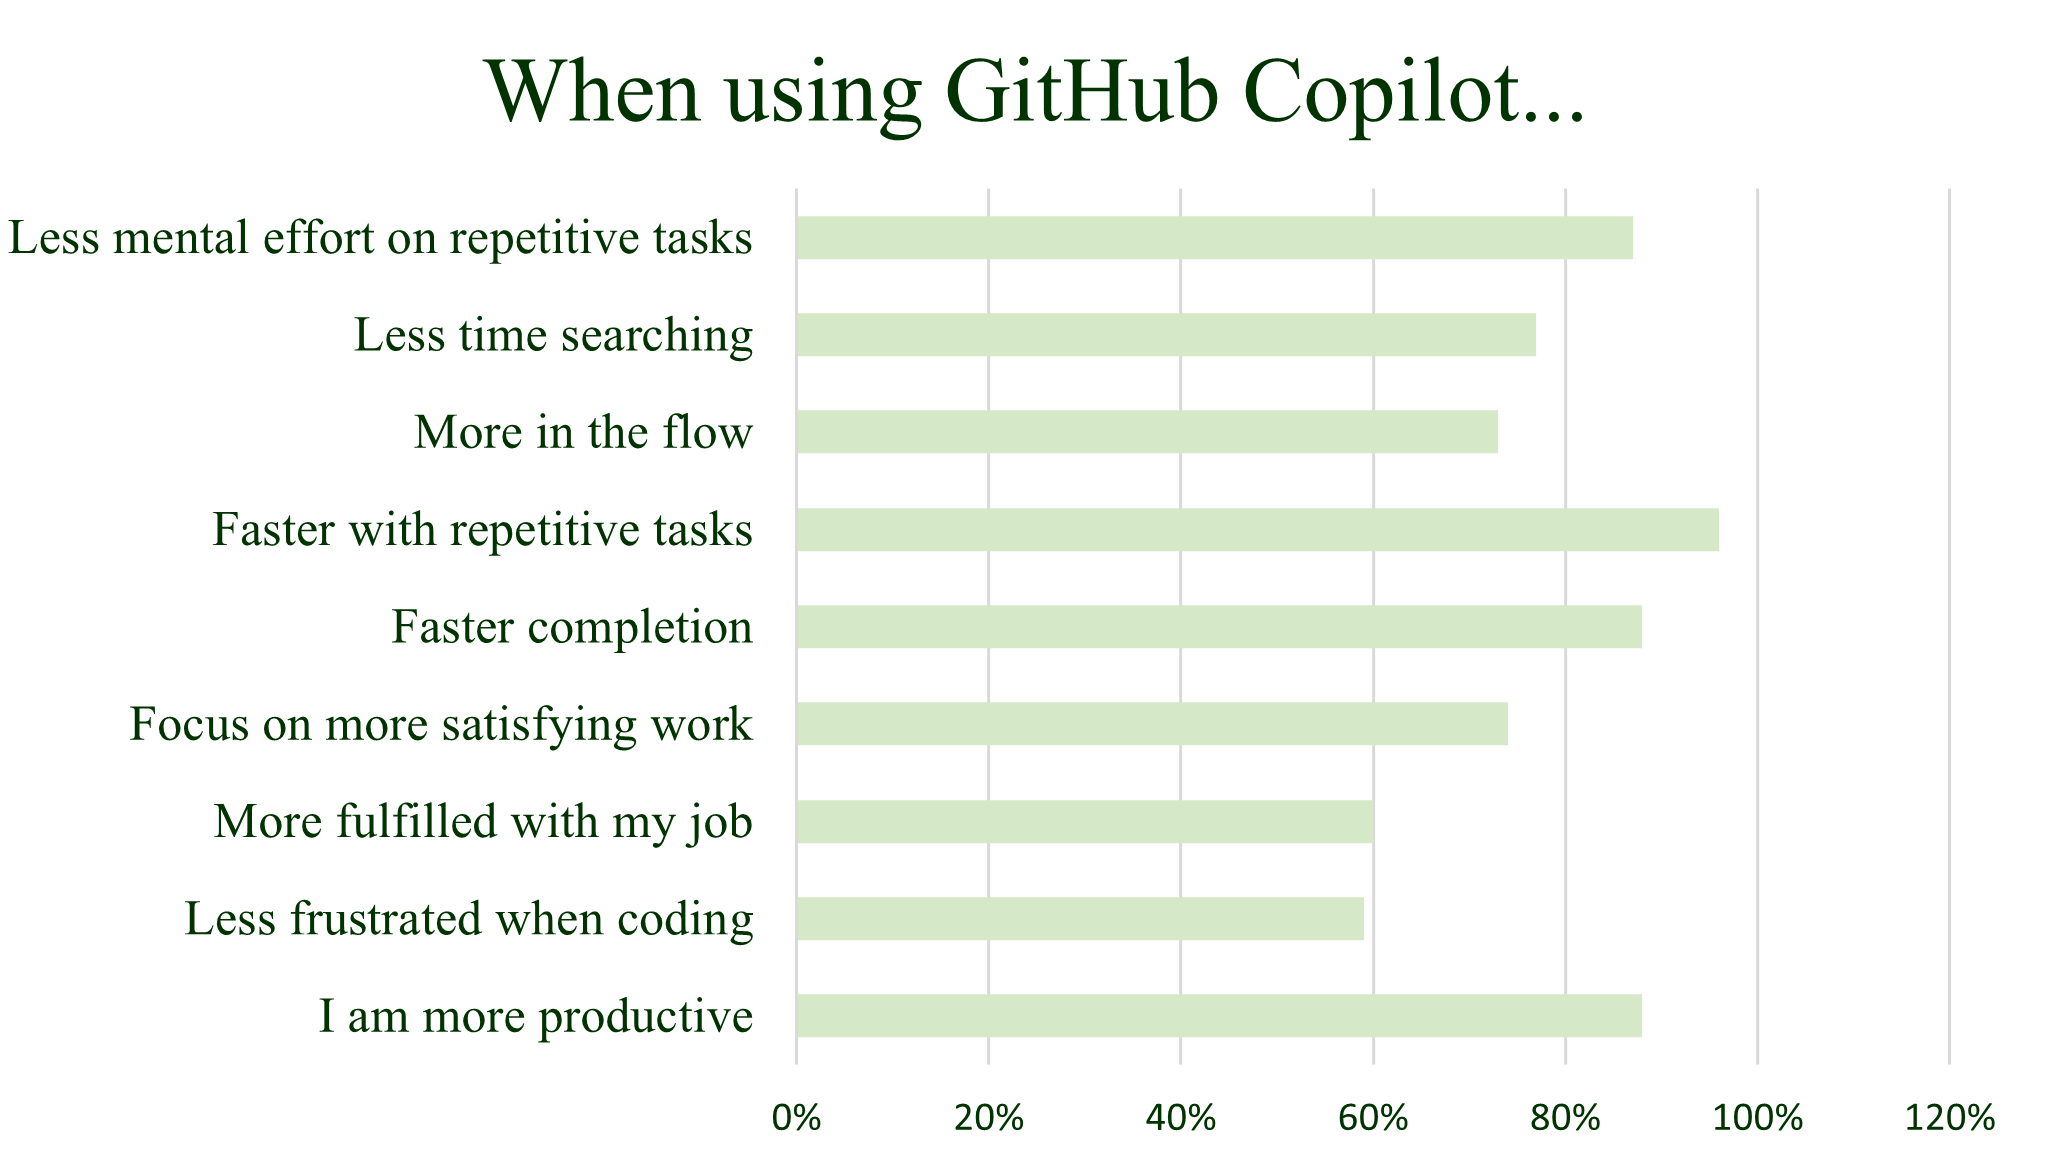 When using GitHub Copilot...
Less mental effort on repetitive tasks
Less time searching
More in the flow
Faster with repetitive tasks
Faster completion
Focus on more satisfying work
More fulfilled with my job
Less frustrated when coding
I am more productive
0% 20% 40% 60% 80% 100% 120%